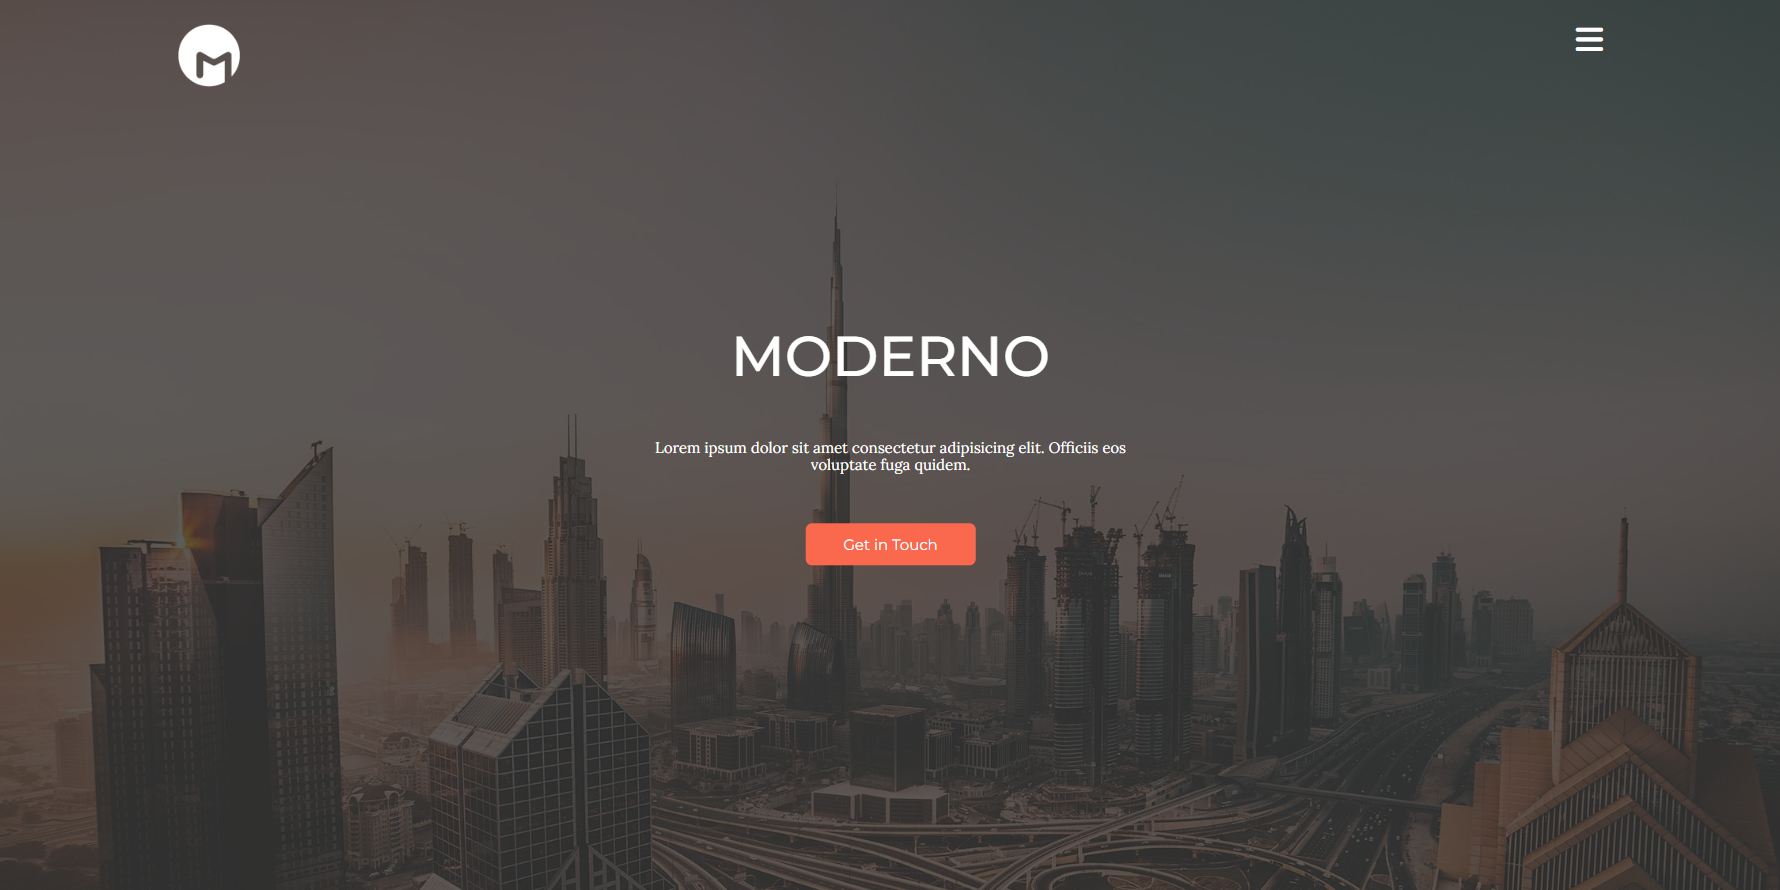 M
MODERNO
Lorem ipsum dolor sit amet consectetur adipisicing elit. Officiis eos
voluptate fuga quidem.
Get in Touch